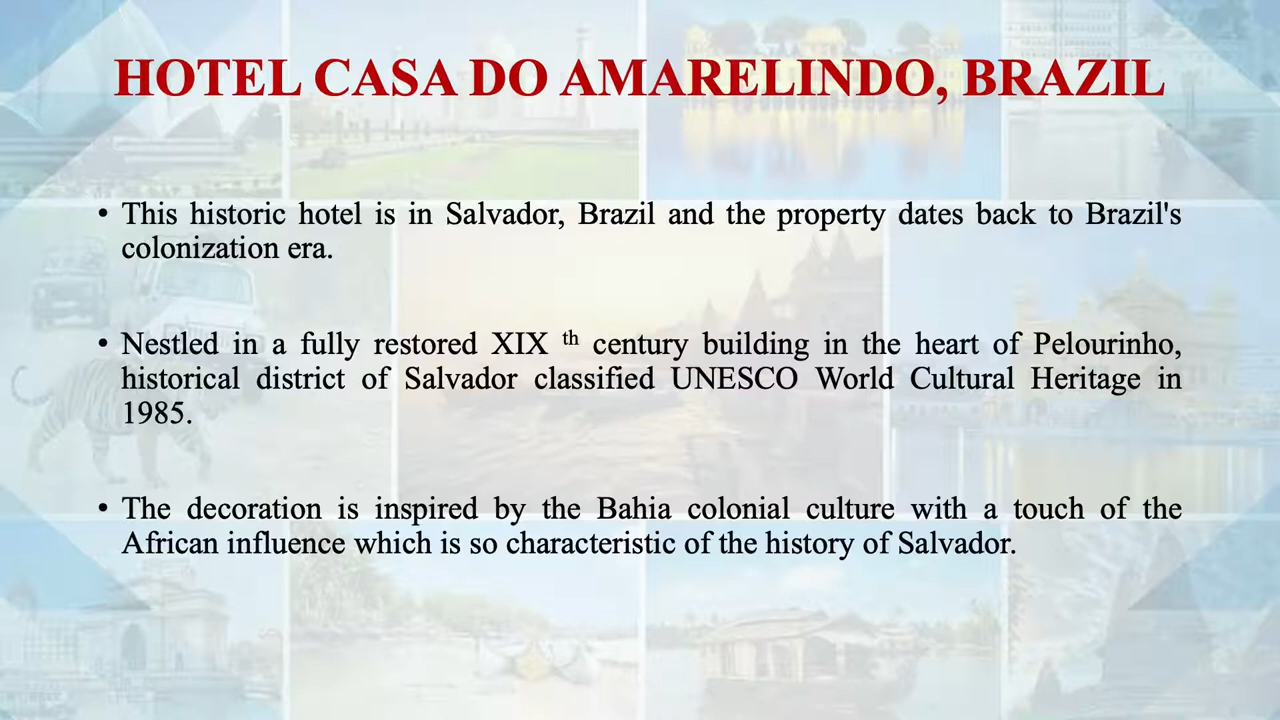 HOTEL CASA DO AMARELINDO, BRAZIL
• This historic hotel is in Salvador, Brazil and the property dates back to Brazil's
colonization era.
• Nestled in a fully restored XIX th century building in the heart of Pelourinho,
historical district of Salvador classified UNESCO World Cultural Heritage in
1985.
• The decoration is inspired by the Bahia colonial culture with a touch of the
African influence which is so characteristic of the history of Salvador.